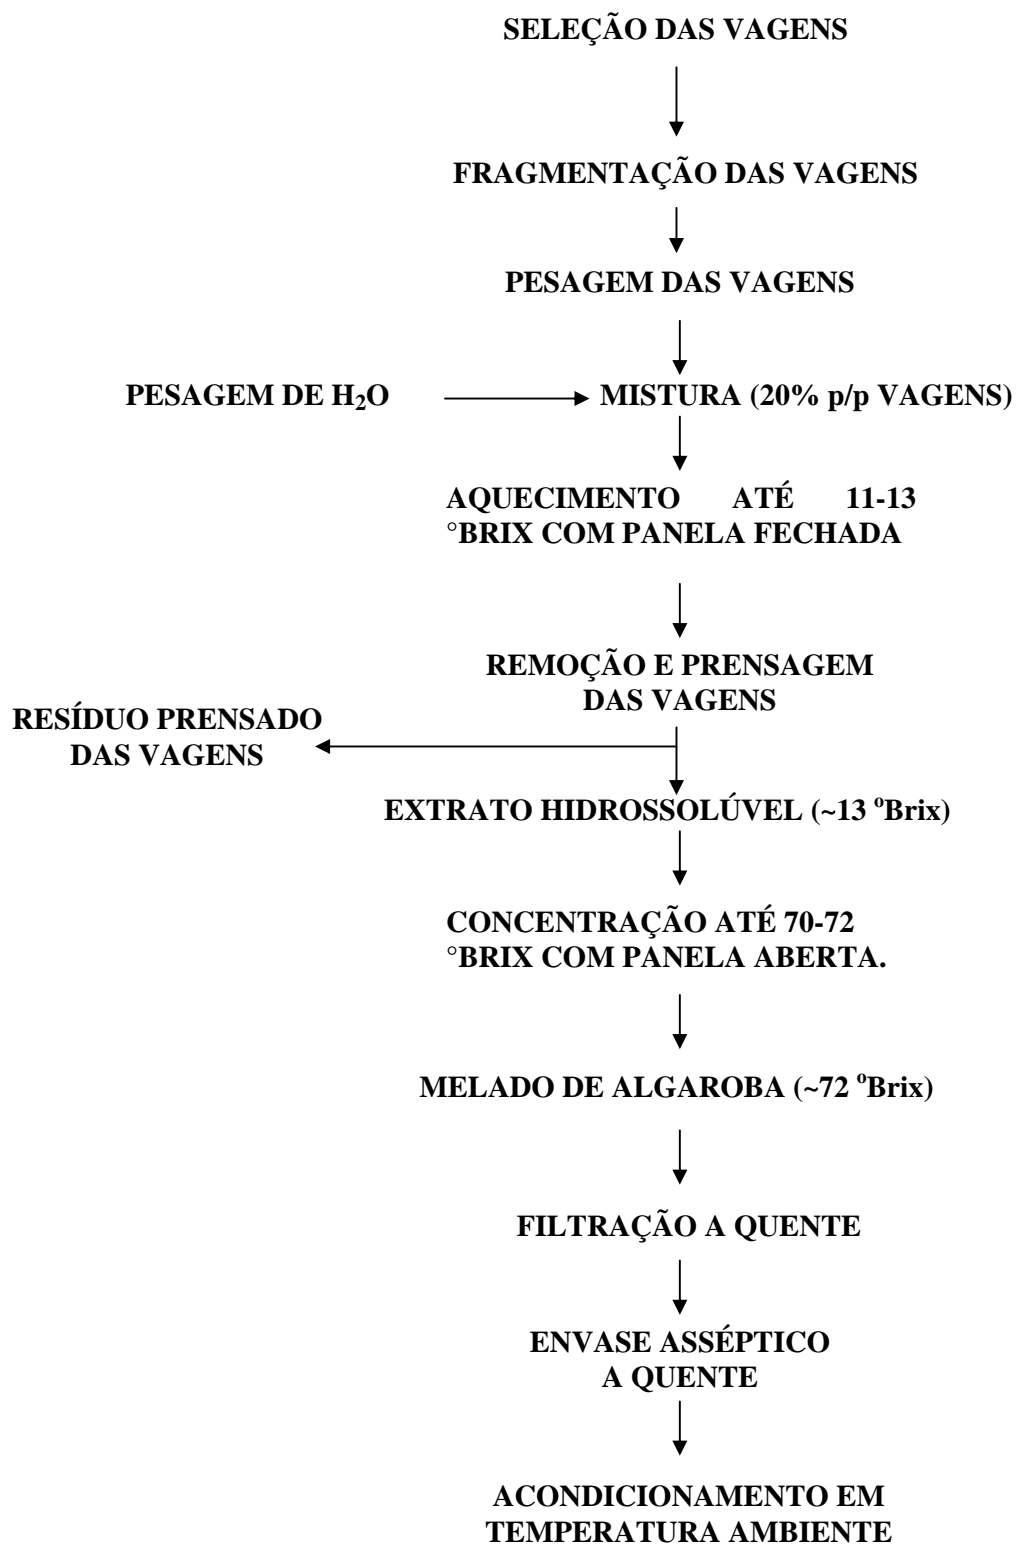 SELEÇÃO DAS VAGENS
FRAGMENTAÇÃO DAS VAGENS
PESAGEM DAS VAGENS
PESAGEM DE H₂O
MISTURA (20% p/p VAGENS)
AQUECIMENTO ATÉ 11-13
°BRIX COM PANELA FECHADA
REMOÇÃO E PRENSAGEM
DAS VAGENS
RESÍDUO PRENSADO
DAS VAGENS
EXTRATO HIDROSSOLÚVEL (~13 ᵒBrix)
CONCENTRAÇÃO ATÉ 70-72
°BRIX COM PANELA ABERTA.
MELADO DE ALGAROBA (~72 ᵒBrix)
FILTRAÇÃO A QUENTE
ENVASE ASSÉPTICO
A QUENTE
ACONDICIONAMENTO EM
TEMPERATURA AMBIENTE